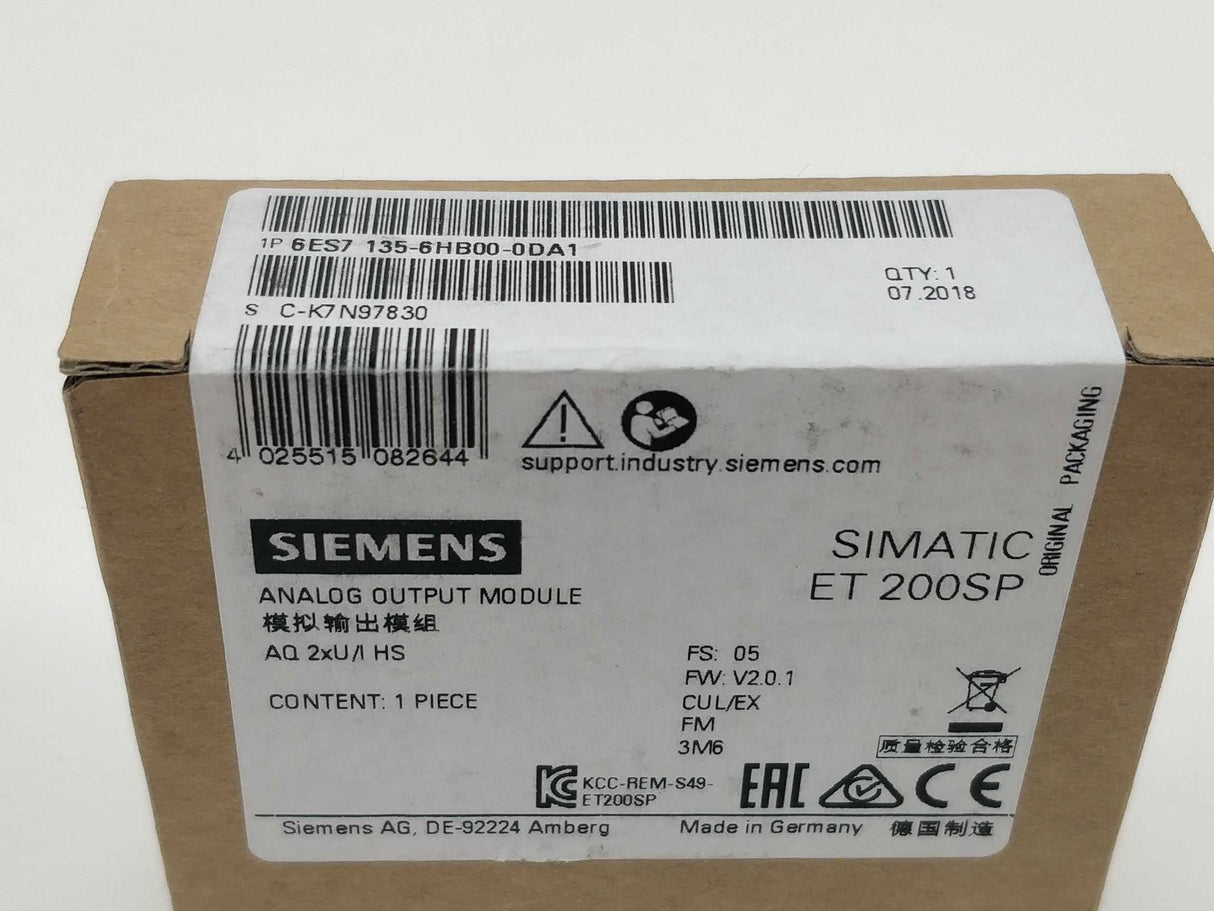 1P 6ES7 135-6HB00-0DA1
QTY: 1
07.2018
S C-K7N97830
4 025515 082644
support.industry.siemens.com
ORIGINAL PACKAGING
SIEMENS
SIMATIC
ET 200SP
ANALOG OUTPUT MODULE
模拟输出模组
AQ 2xU/I HS
FS: 05
FW: V2.0.1
CONTENT: 1 PIECE
CUL/EX
FM
3M6
质量检验合格
KCC-REM-S49-
ET200SP
EAC
CE
Siemens AG, DE-92224 Amberg
Made in Germany 德国制造